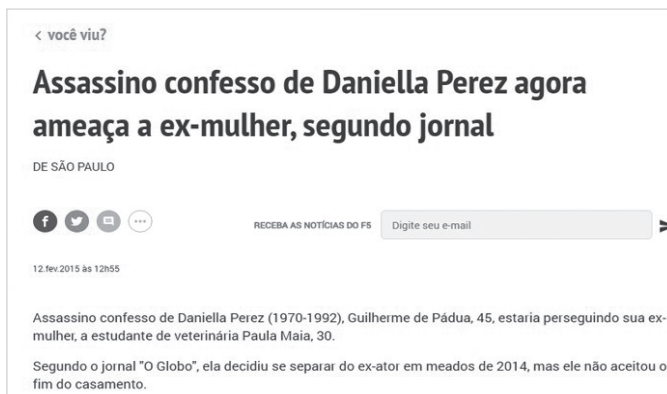 < você viu?
Assassino confesso de Daniella Perez agora
ameaça a ex-mulher, segundo jornal
DE SÃO PAULO
RECEBA AS NOTÍCIAS DO F5 Digite seu e-mail
12.fev.2015 às 12h55
Assassino confesso de Daniella Perez (1970-1992), Guilherme de Pádua, 45, estaria perseguindo sua ex-
mulher, a estudante de veterinária Paula Maia, 30.
Segundo o jornal "O Globo", ela decidiu se separar do ex-ator em meados de 2014, mas ele não aceitou o
fim do casamento.